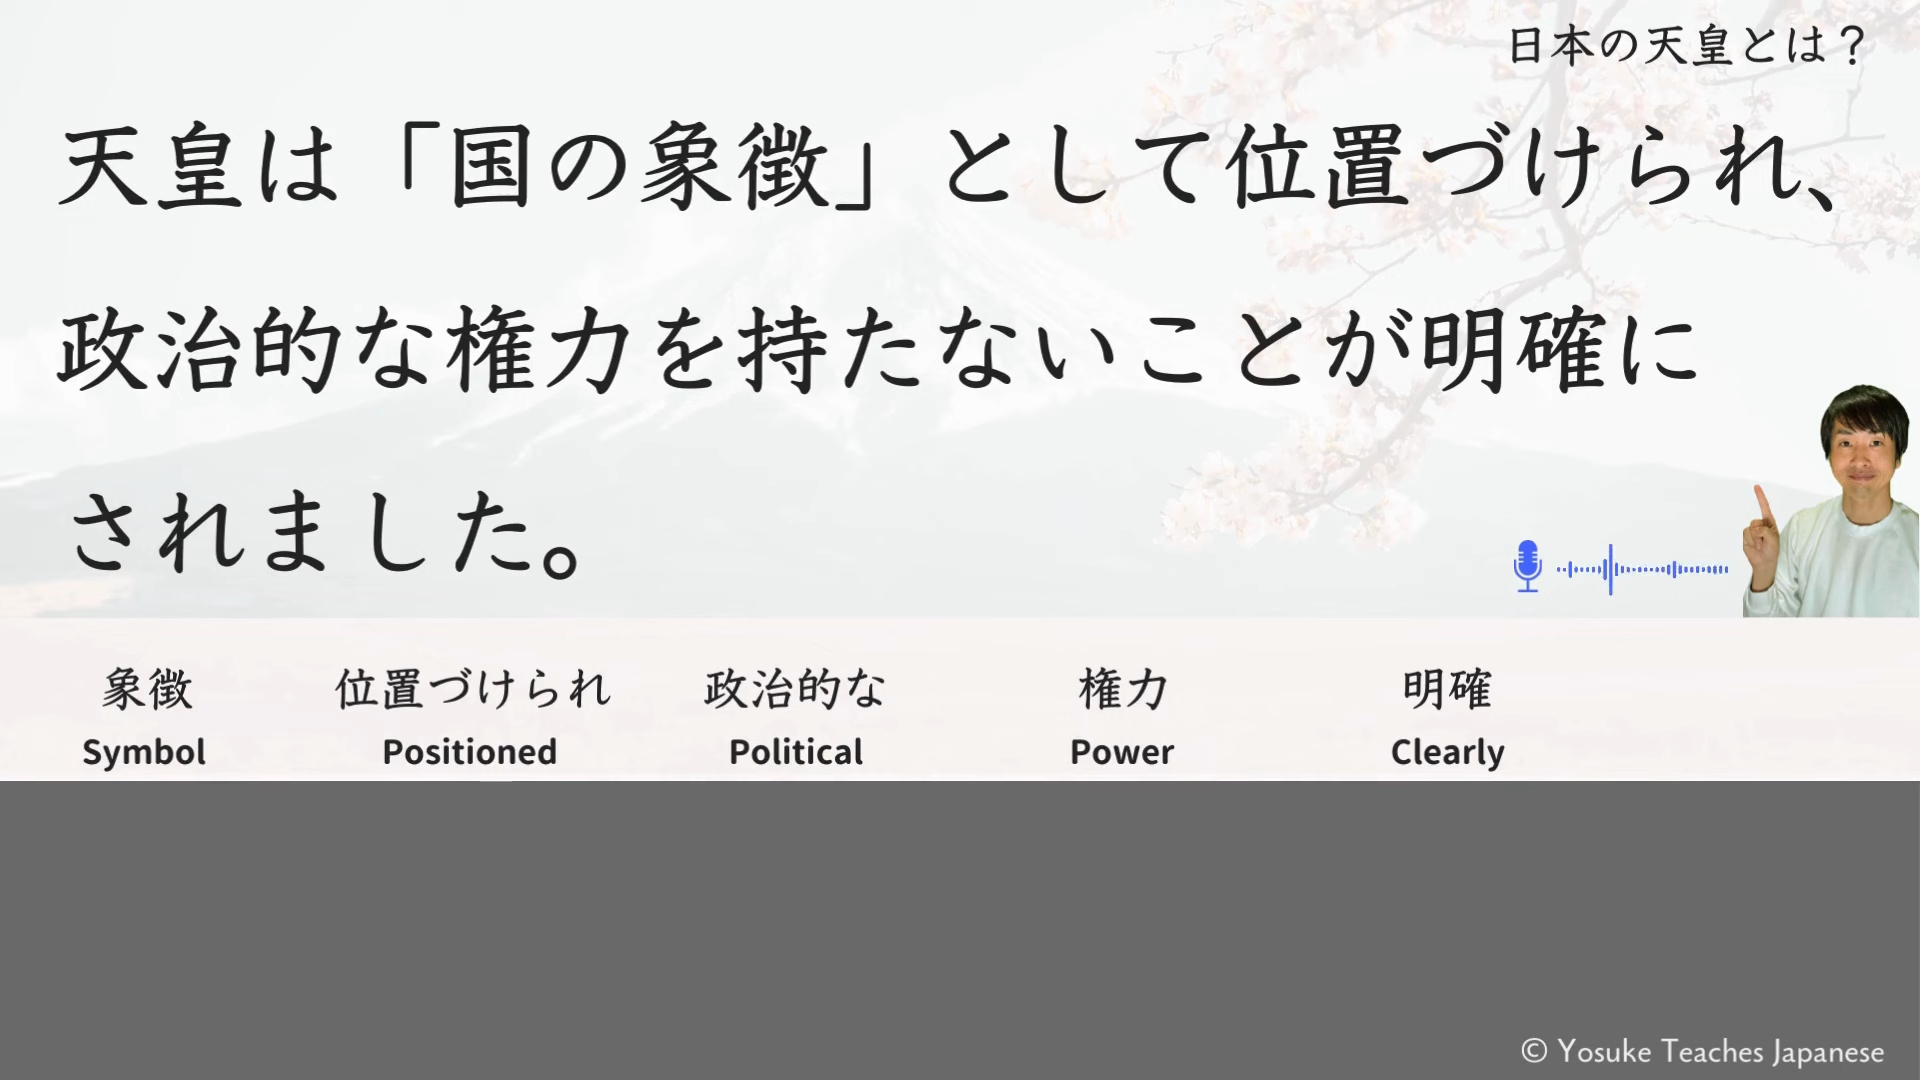 日本の天皇とは？
天皇は「国の象徴」として位置づけられ、
政治的な権力を持たないことが明確に
されました。
象徴 位置づけられ 政治的な 権力 明確
Symbol Positioned Political Power Clearly
© Yosuke Teaches Japanese